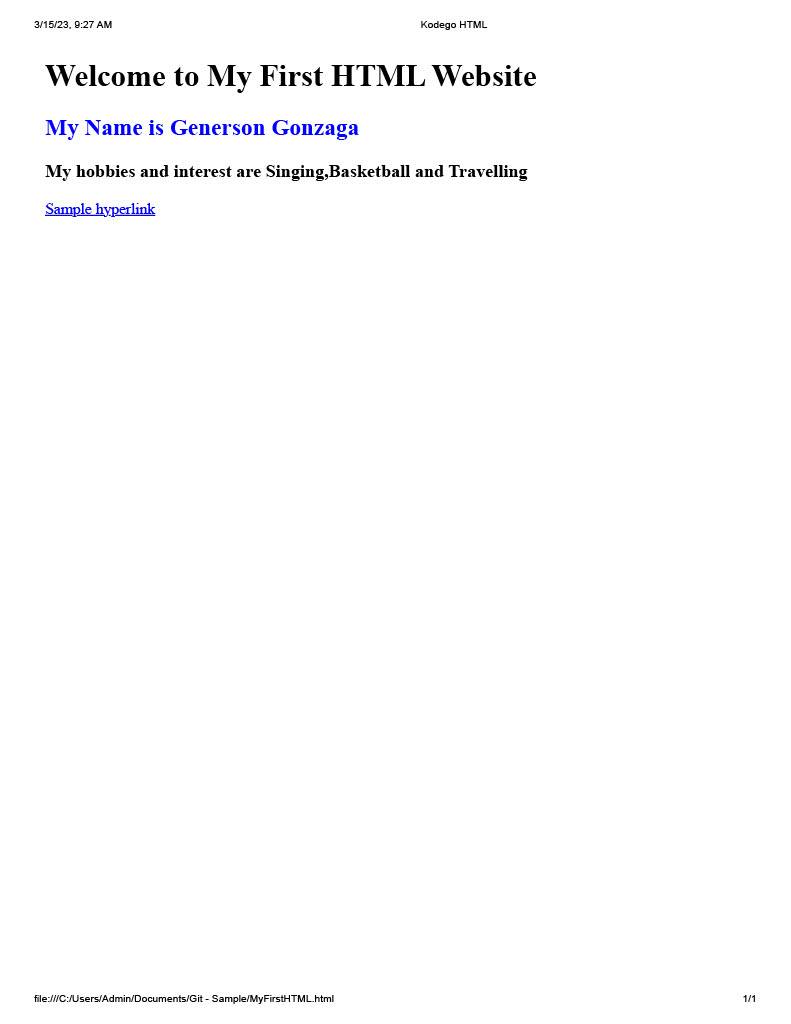 3/15/23, 9:27 AM Kodego HTML
Welcome to My First HTML Website
My Name is Generson Gonzaga
My hobbies and interest are Singing,Basketball and Travelling
Sample hyperlink
file:///C:/Users/Admin/Documents/Git - Sample/MyFirstHTML.html 1/1